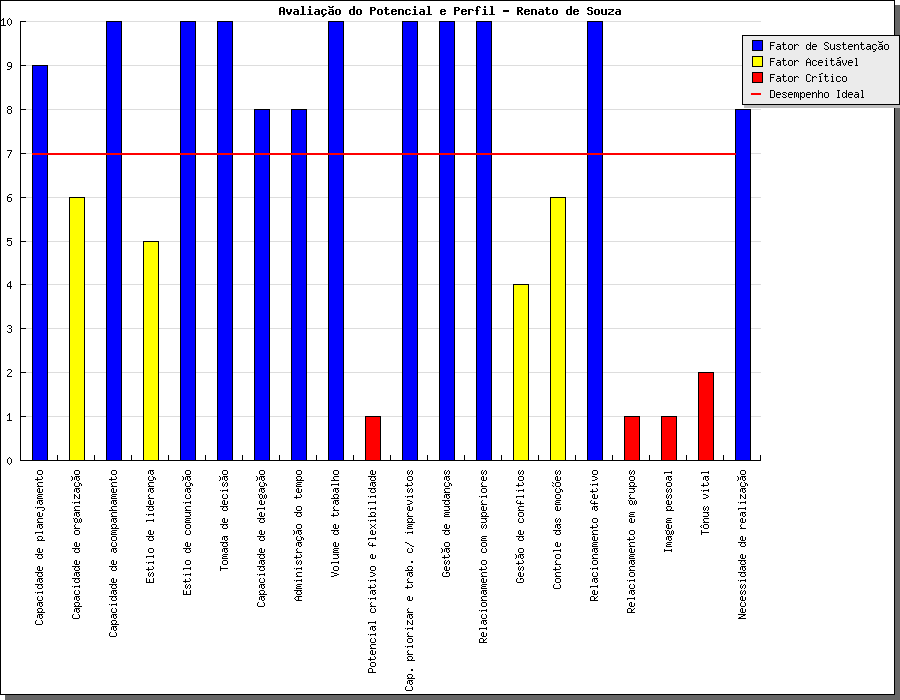 Avaliação do Potencial e Perfil - Renato de Souza
10
9
8
7
6
5
4
3
2
1
0
Fator de Sustentação
Fator Aceitável
Fator Crítico
Desempenho Ideal
Capacidade de planejamento
Capacidade de organização
Capacidade de acompanhamento
Estilo de liderança
Estilo de comunicação
Tomada de decisão
Capacidade de delegação
Administração do tempo
Volume de trabalho
Potencial criativo e flexibilidade
Cap. priorizar e trab. c/ imprevistos
Gestão de mudanças
Relacionamento com superiores
Gestão de conflitos
Controle das emoções
Relacionamento afetivo
Relacionamento em grupos
Imagem pessoal
Tônus vital
Necessidade de realização